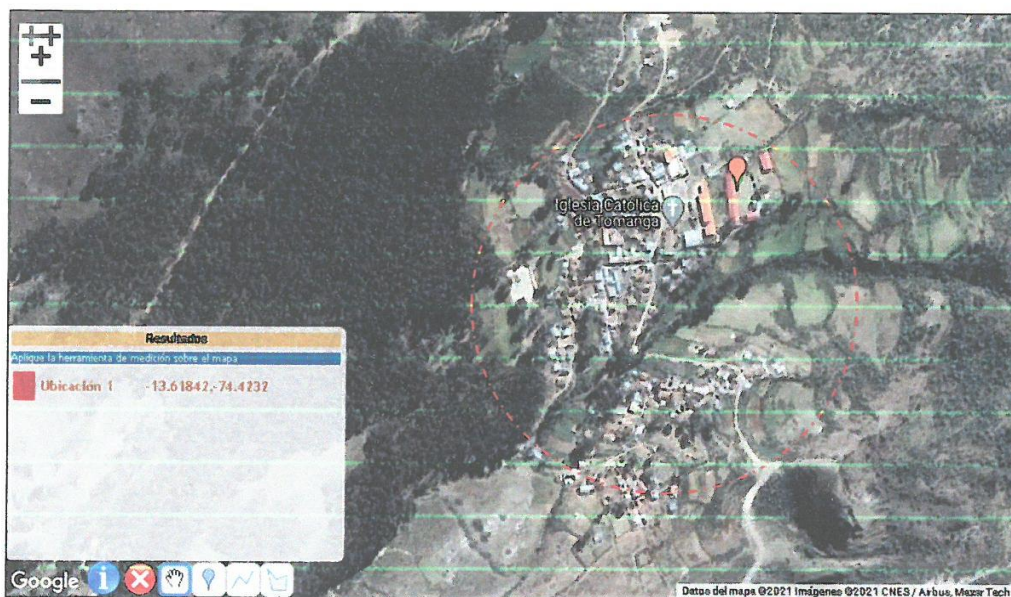 Iglesia Católica
de Tomanga
Resultados
Aplique la herramienta de medición sobre el mapa
Ubicación 1 -13.61842,-74.4232
Google
Datos del mapa ©2021 Imágenes ©2021 CNES / Airbus, Maxar Tech